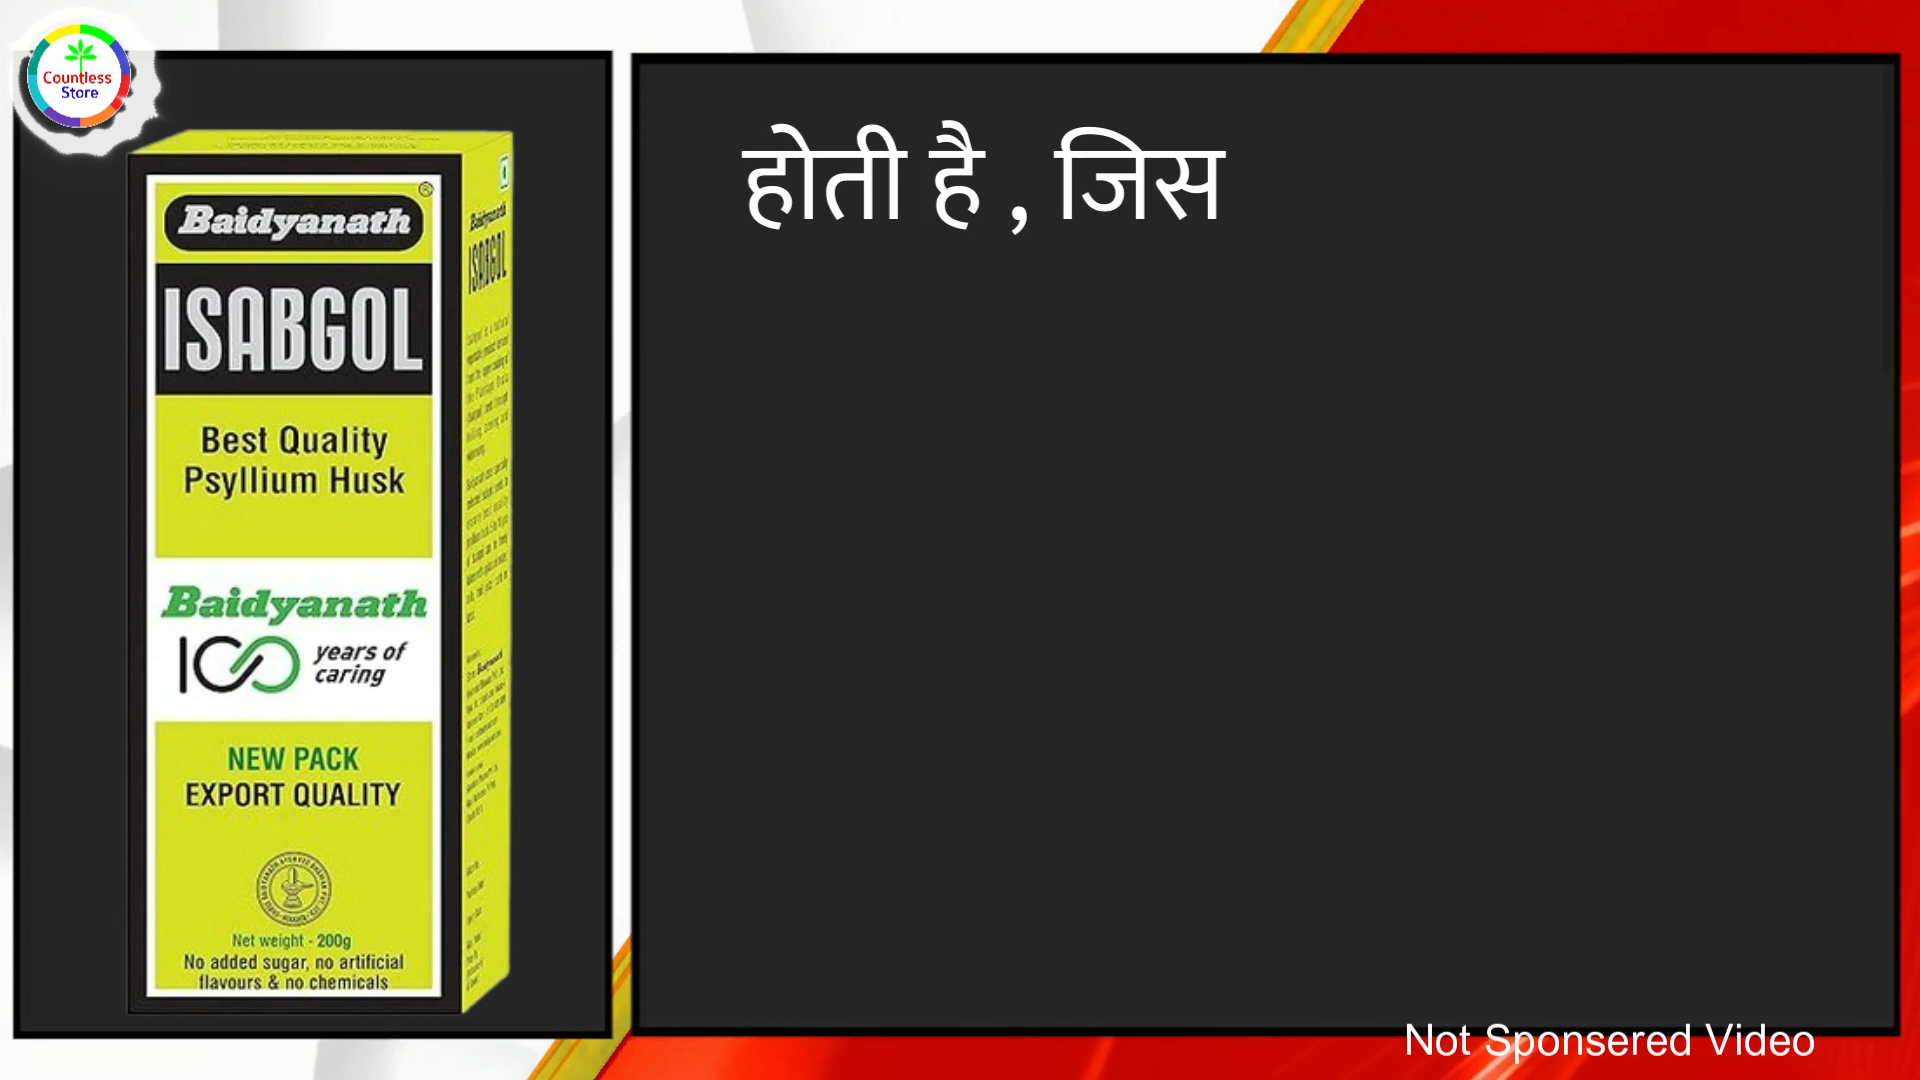 Countless
Store
होती है , जिस
Baidyanath
®
ISABGOL
Best Quality
Psyllium Husk
Baidyanath
100 years of
caring
NEW PACK
EXPORT QUALITY
Net weight - 200g
No added sugar, no artificial
flavours & no chemicals
Baidyanath
ISABGOL
Not Sponsered Video